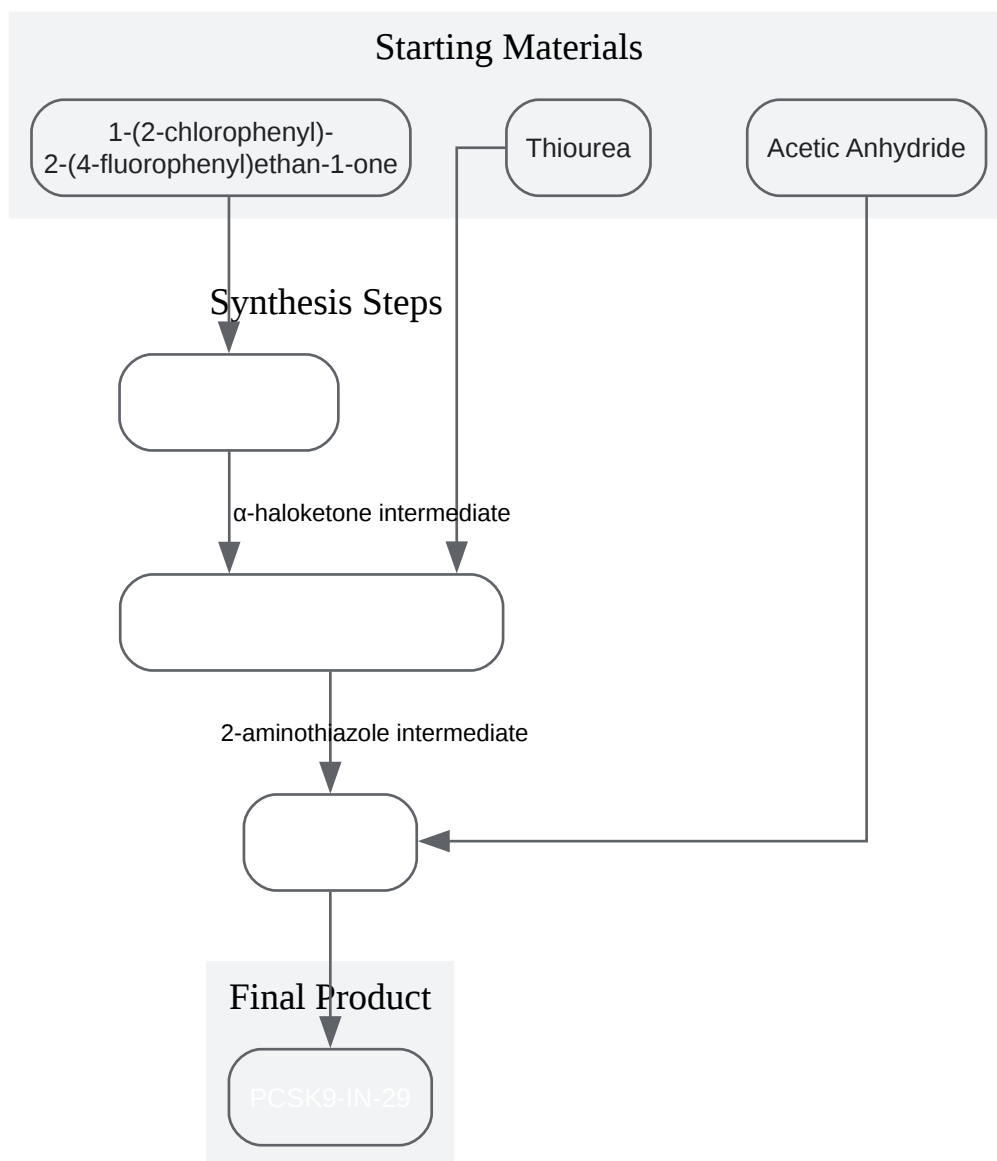 Starting Materials
1-(2-chlorophenyl)-
2-(4-fluorophenyl)ethan-1-one
Thiourea
Acetic Anhydride
Synthesis Steps
α-haloketone intermediate
2-aminothiazole intermediate
Final Product
PCSK9-IN-29